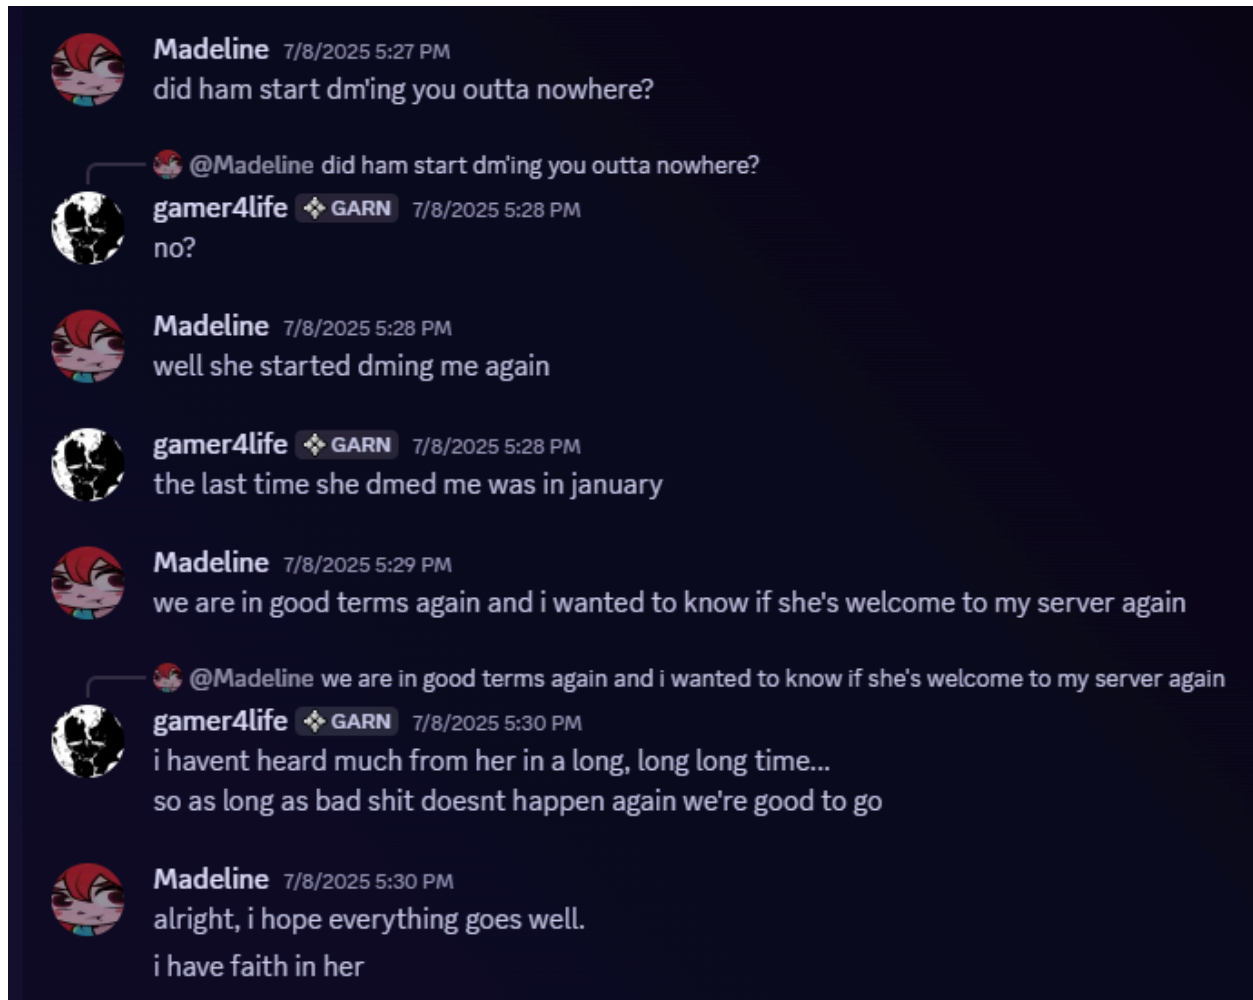 Madeline 7/8/2025 5:27 PM
did ham start dm'ing you outta nowhere?
@Madeline did ham start dm'ing you outta nowhere?
gamer4life GARN 7/8/2025 5:28 PM
no?
Madeline 7/8/2025 5:28 PM
well she started dming me again
gamer4life GARN 7/8/2025 5:28 PM
the last time she dmed me was in january
Madeline 7/8/2025 5:29 PM
we are in good terms again and i wanted to know if she's welcome to my server again
@Madeline we are in good terms again and i wanted to know if she's welcome to my server again
gamer4life GARN 7/8/2025 5:30 PM
i havent heard much from her in a long, long long time...
so as long as bad shit doesnt happen again we're good to go
Madeline 7/8/2025 5:30 PM
alright, i hope everything goes well.
i have faith in her